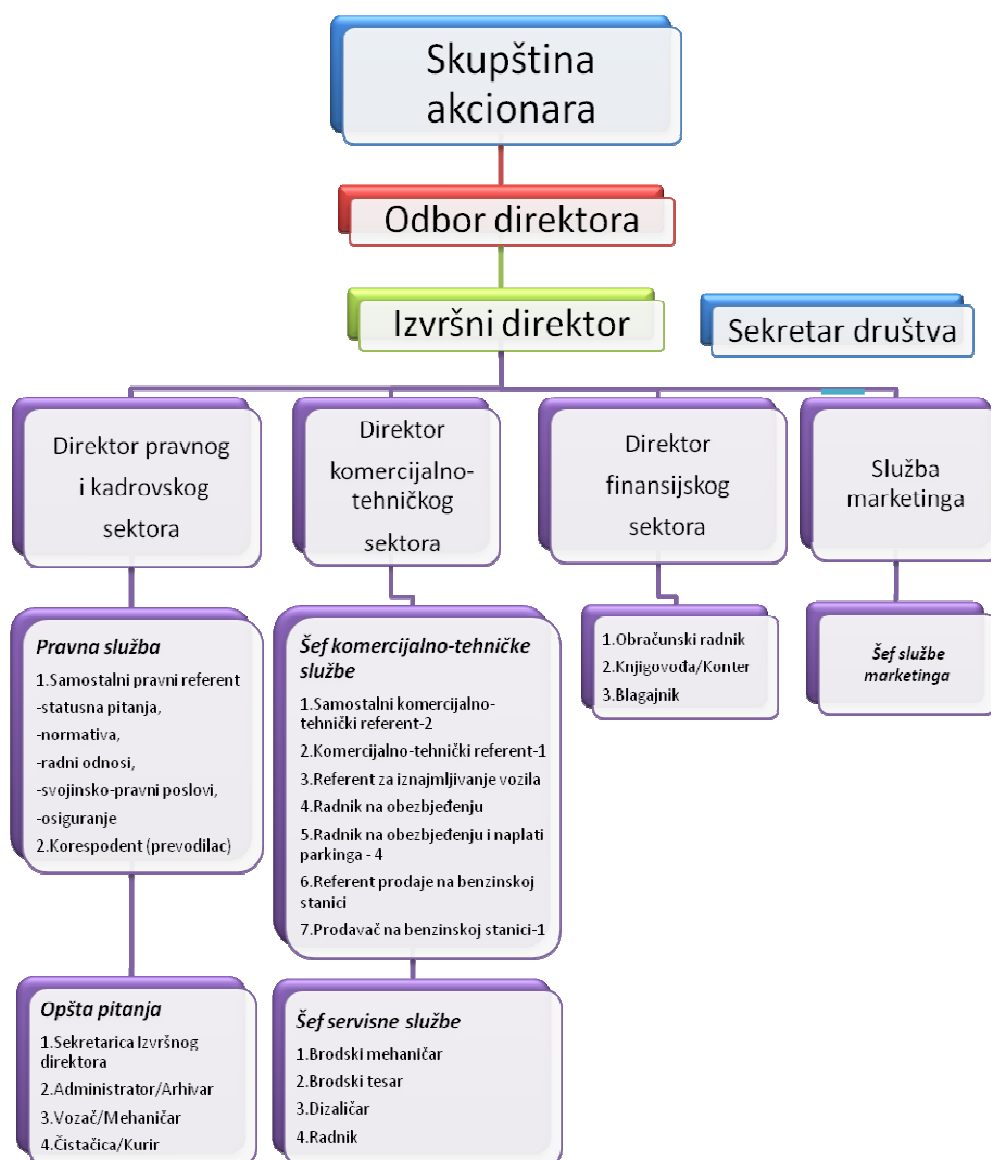 Skupština
akcionara
Odbor direktora
Izvršni direktor
Sekretar društva
Direktor pravnog
i kadrovskog
sektora
Direktor
komercijalno-
tehničkog
sektora
Direktor
finansijskog
sektora
Služba
marketinga
Pravna služba
1.Samostalni pravni referent
-statusna pitanja,
-normativa,
-radni odnosi,
-svojinsko-pravni poslovi,
-osiguranje
2.Korespodent (prevodilac)
Šef komercijalno-tehničke
službe
1.Samostalni komercijalno-
tehnički referent-2
2.Komercijalno-tehnički referent-1
3.Referent za iznajmljivanje vozila
4.Radnik na obezbjeđenju
5.Radnik na obezbjeđenju i naplati
parkinga - 4
6.Referent prodaje na benzinskoj
stanici
7.Prodavač na benzinskoj stanici-1
1.Obračunski radnik
2.Knjigovođa/Konter
3.Blagajnik
Šef službe
marketinga
Opšta pitanja
1.Sekretarica Izvršnog
direktora
2.Administrator/Arhivar
3.Vozač/Mehaničar
4.Čistačica/Kurir
Šef servisne službe
1.Brodski mehaničar
2.Brodski tesar
3.Dizaličar
4.Radnik